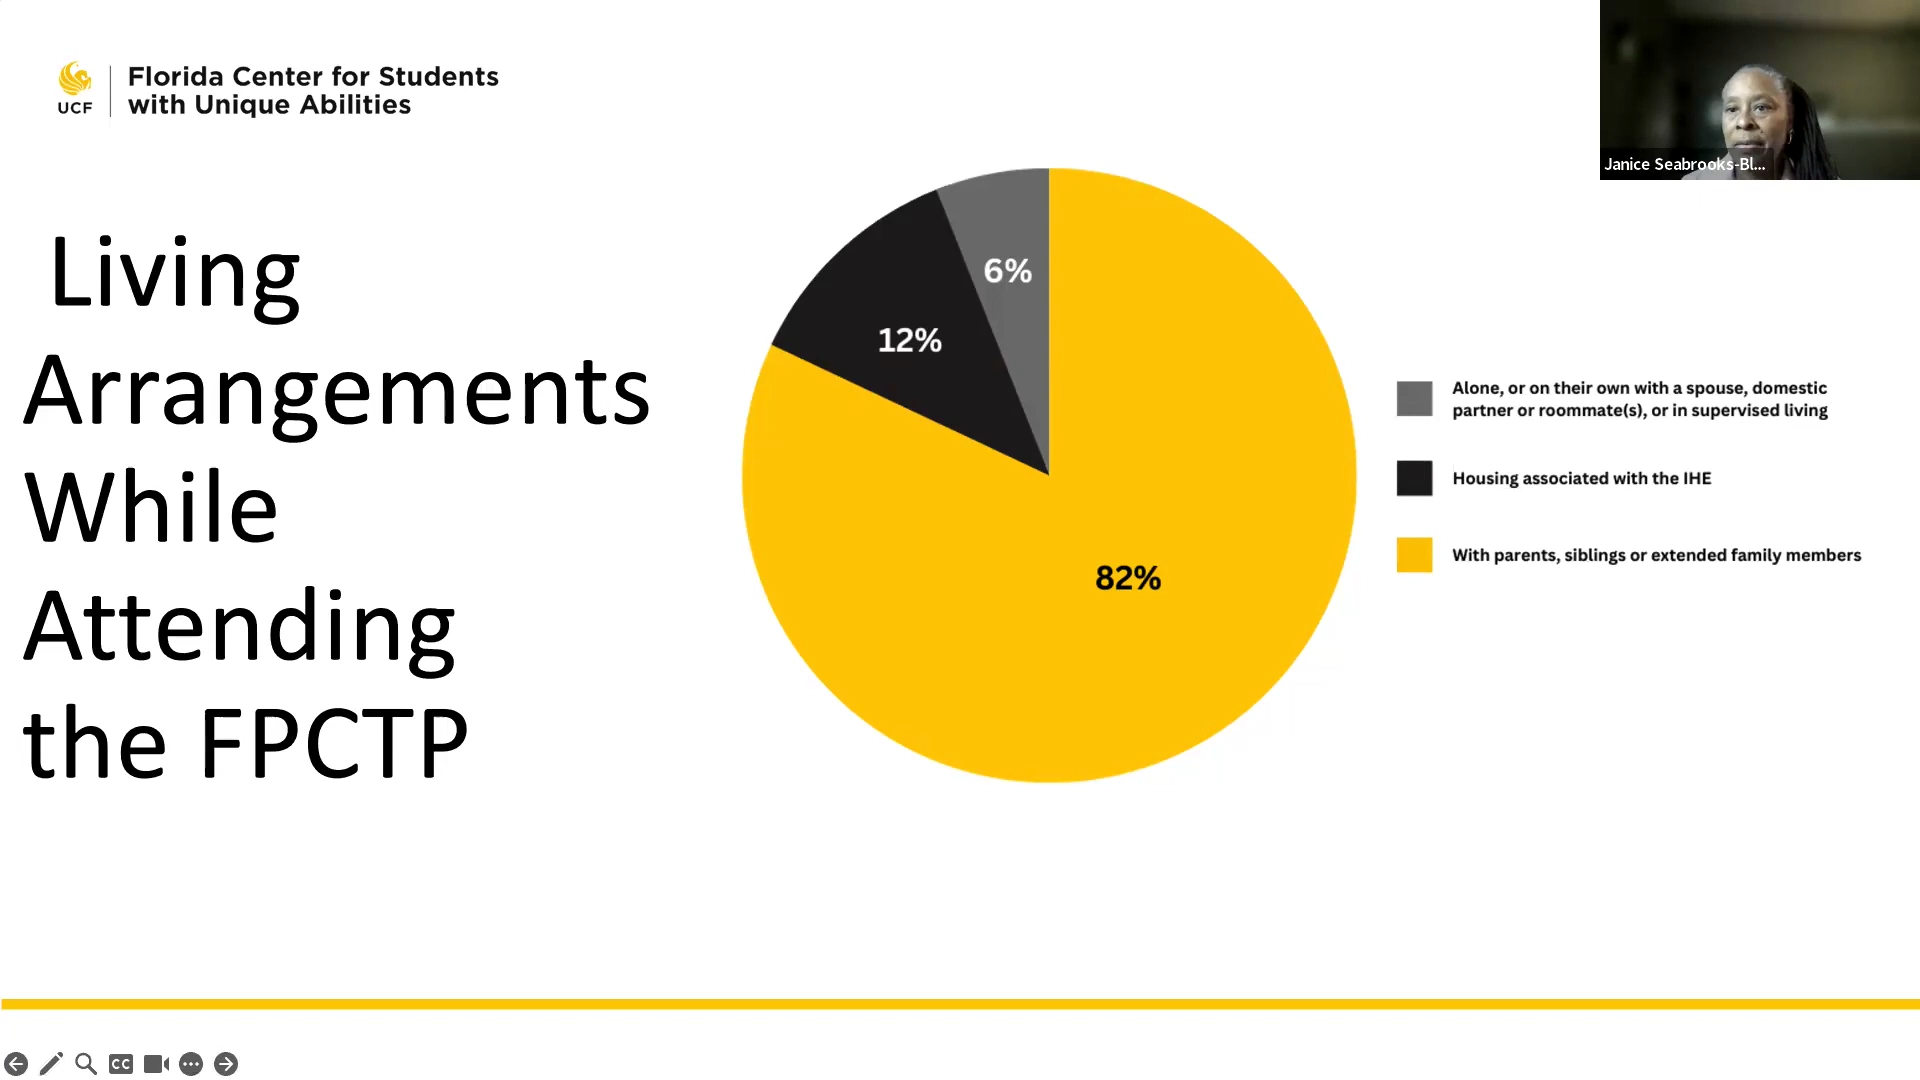 UCF
Florida Center for Students
with Unique Abilities
Janice Seabrooks-Bl...
Living
Arrangements
While
Attending
the FPCTP
6%
12%
82%
Alone, or on their own with a spouse, domestic
partner or roommate(s), or in supervised living
Housing associated with the IHE
With parents, siblings or extended family members
CC